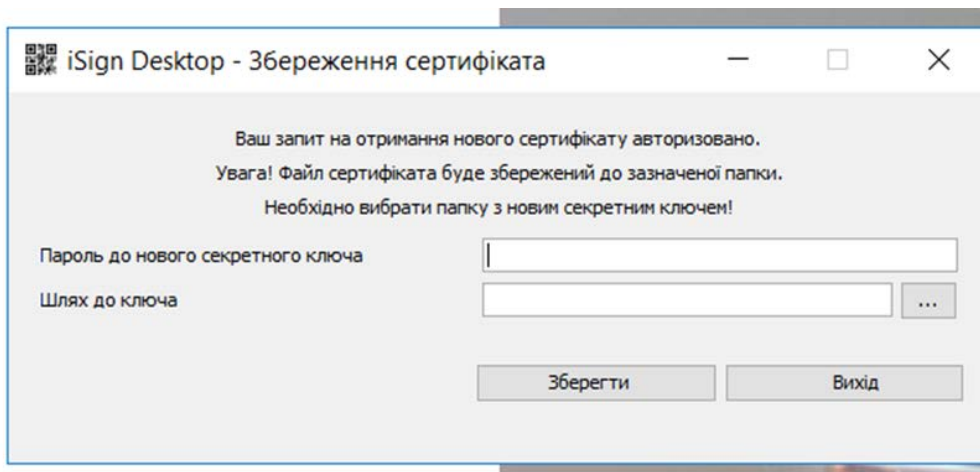 iSign Desktop - Збереження сертифіката
Ваш запит на отримання нового сертифікату авторизовано.
Увага! Файл сертифіката буде збережений до зазначеної папки.
Необхідно вибрати папку з новим секретним ключем!
Пароль до нового секретного ключа
Шлях до ключа
...
Зберегти Вихід